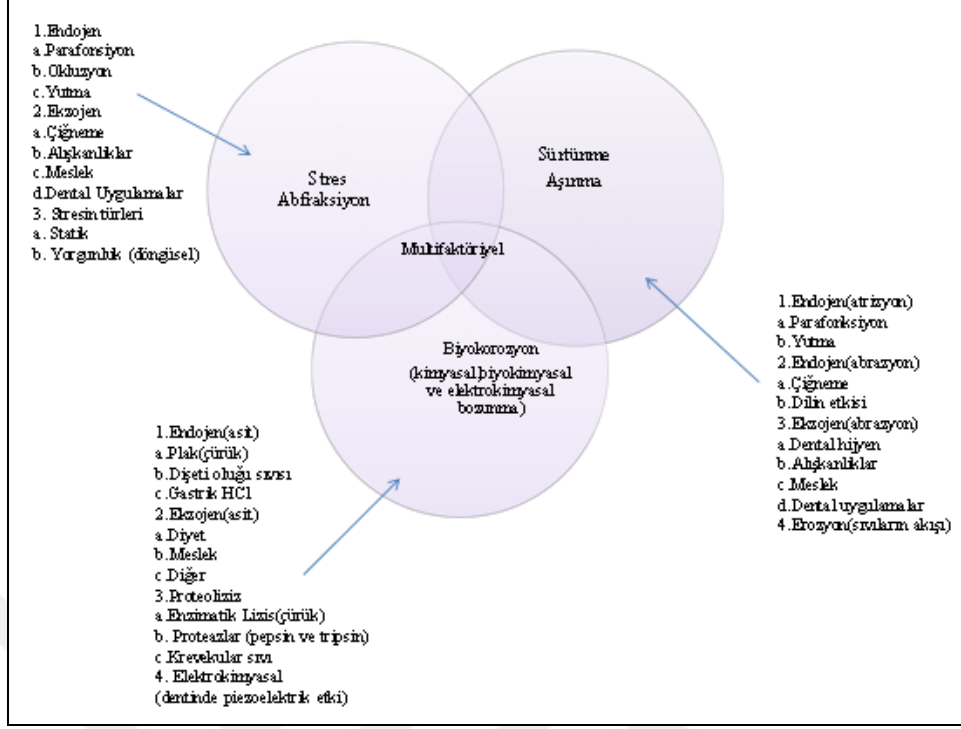 1.Endojen
a.Parafonsiyon
b.Okluzyon
c.Yutma
2.Ekzojen
a.Çiğneme
b.Alışkanlıklar
c.Meslek
d.Dental Uygulamalar
3. Stresin türleri
a. Statik
b. Yorgunluk (döngüsel)
Stres
Abfraksiyon
Sürtünme
Aşınma
Multifaktöriyel
Biyokorozyon
(kimyasal,biyokimyasal
ve elektrokimyasal
bozunma)
1.Endojen(atrizyon)
a.Parafonksiyon
b.Yutma
2.Endojen(abrazyon)
a.Çiğneme
b.Dilin etkisi
3.Ekzojen(abrazyon)
a.Dental hijyen
b.Alışkanlıklar
c.Meslek
d.Dental uygulamalar
4.Erozyon(sıvıların akışı)
1.Endojen(asit)
a.Plak(çürük)
b.Dişeti oluğu sıvısı
c.Gastrik HCl
2.Ekzojen(asit)
a.Diyet
b.Meslek
c.Diğer
3.Proteoliziz
a.Enzimatik Lizis(çürük)
b. Proteazlar (pepsin ve tripsin)
c.Krevekular sıvı
4. Elektrokimyasal
(dentinde piezoelektrik etki)